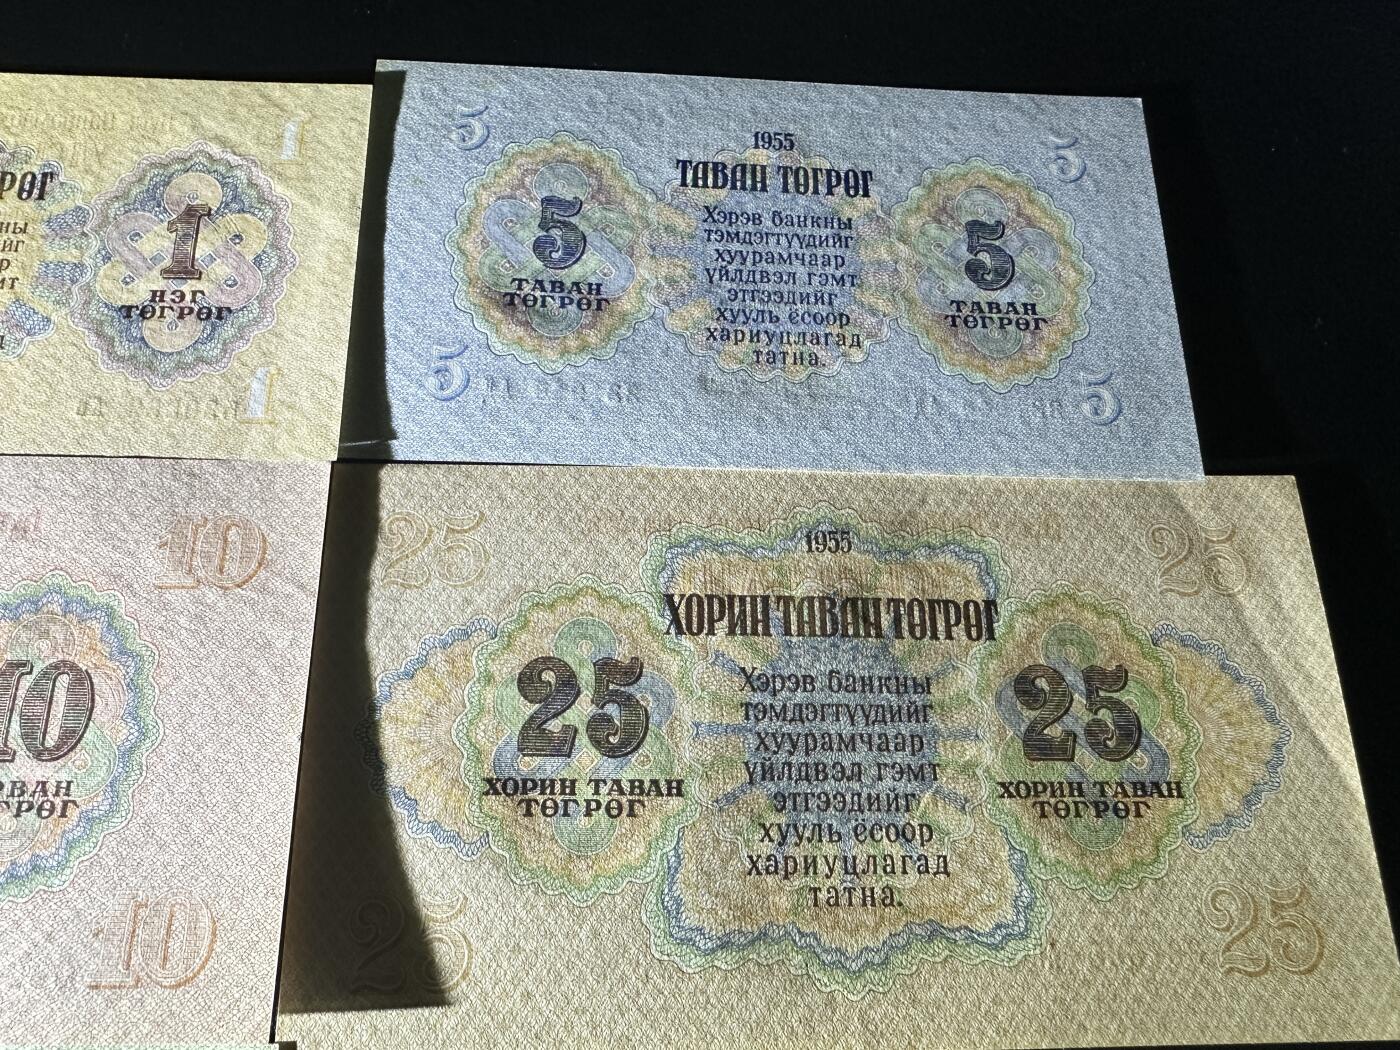 1
1
НЭГ
ТӨГРӨГ
1
5
5
1955
ТАВАН ТӨГРӨГ
Хэрэв банкны
тэмдэгтүүдийг
хуурамчаар
үйлдвэл гэмт
этгээдийг
хууль ёсоор
хариуцлагад
татна.
5
ТАВАН
ТӨГРӨГ
5
ТАВАН
ТӨГРӨГ
5
5
10
10
10
25
25
1955
ХОРИН ТАВАН ТӨГРӨГ
Хэрэв банкны
тэмдэгтүүдийг
хуурамчаар
үйлдвэл гэмт
этгээдийг
хууль ёсоор
хариуцлагад
татна.
25
ХОРИН ТАВАН
ТӨГРӨГ
25
ХОРИН ТАВАН
ТӨГРӨГ
25
25